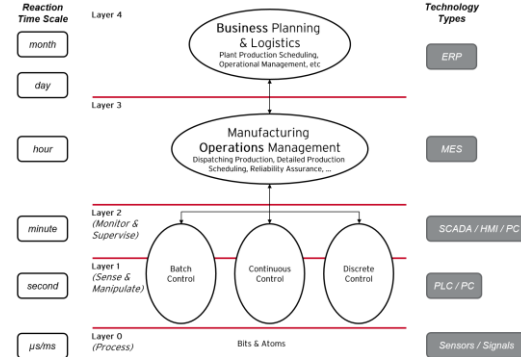 Reaction
Time Scale
Technology
Types
Layer 4
month
Business Planning
& Logistics
Plant Production Scheduling,
Operational Management, etc
ERP
day
Layer 3
hour
Manufacturing
Operations Management
Dispatching Production, Detailed Production
Scheduling, Reliability Assurance, ...
MES
Layer 2
(Monitor &
Supervise)
minute
SCADA / HMI / PC
Batch
Control
Continuous
Control
Discrete
Control
Layer 1
(Sense &
Manipulate)
second
PLC / PC
Layer 0
(Process)
µs/ms
Bits & Atoms
Sensors / Signals